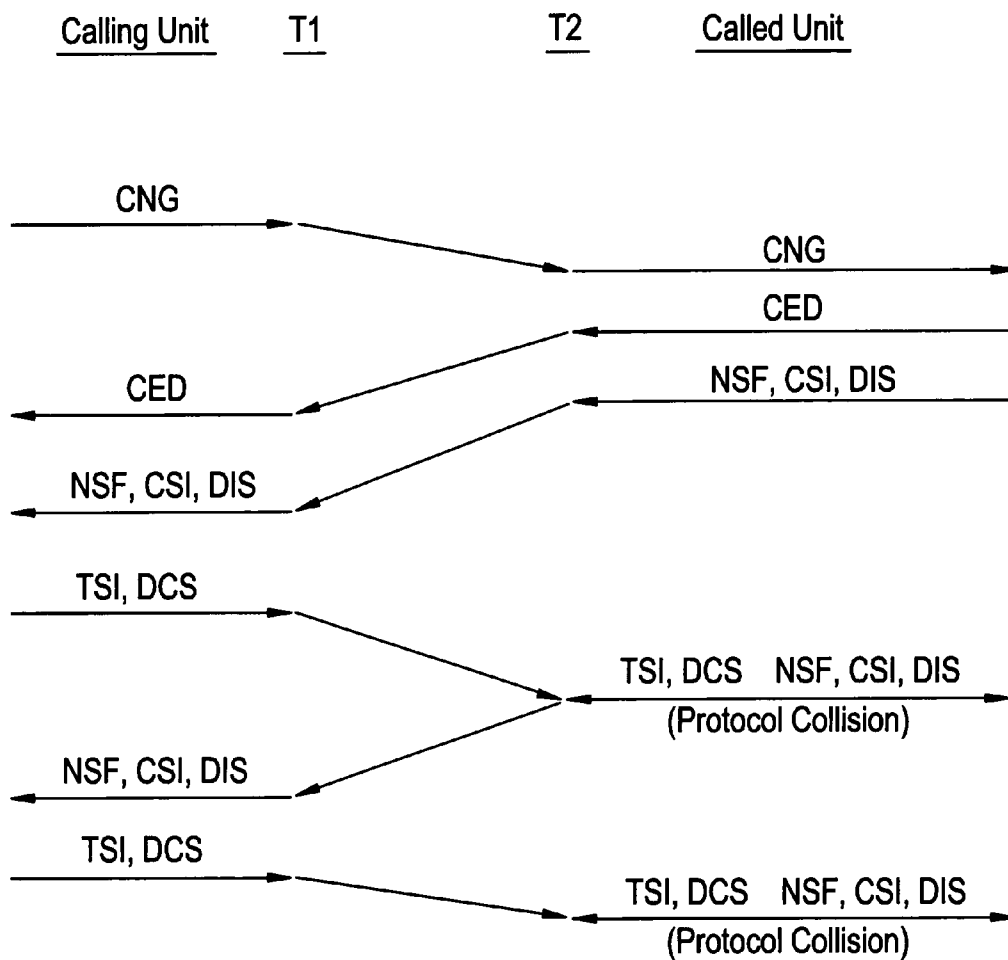 Calling Unit T1 T2 Called Unit
CNG
CNG
CED
CED
NSF, CSI, DIS
NSF, CSI, DIS
TSI, DCS
TSI, DCS NSF, CSI, DIS
(Protocol Collision)
NSF, CSI, DIS
TSI, DCS
TSI, DCS NSF, CSI, DIS
(Protocol Collision)